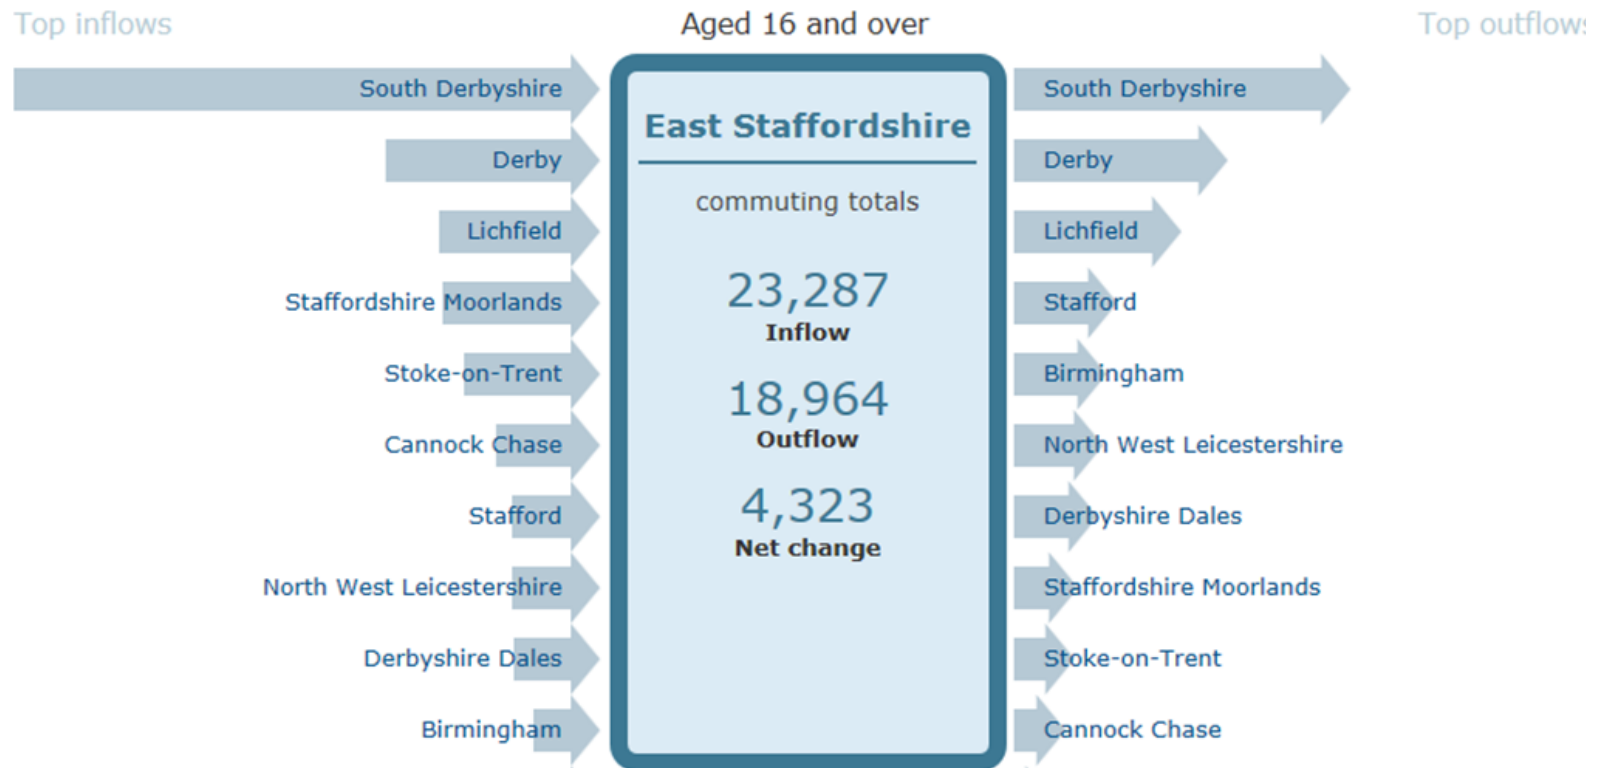 Top inflows
Aged 16 and over
Top outflows
South Derbyshire
Derby
Lichfield
Staffordshire Moorlands
Stoke-on-Trent
Cannock Chase
Stafford
North West Leicestershire
Derbyshire Dales
Birmingham
East Staffordshire
commuting totals
23,287
Inflow
18,964
Outflow
4,323
Net change
South Derbyshire
Derby
Lichfield
Stafford
Birmingham
North West Leicestershire
Derbyshire Dales
Staffordshire Moorlands
Stoke-on-Trent
Cannock Chase